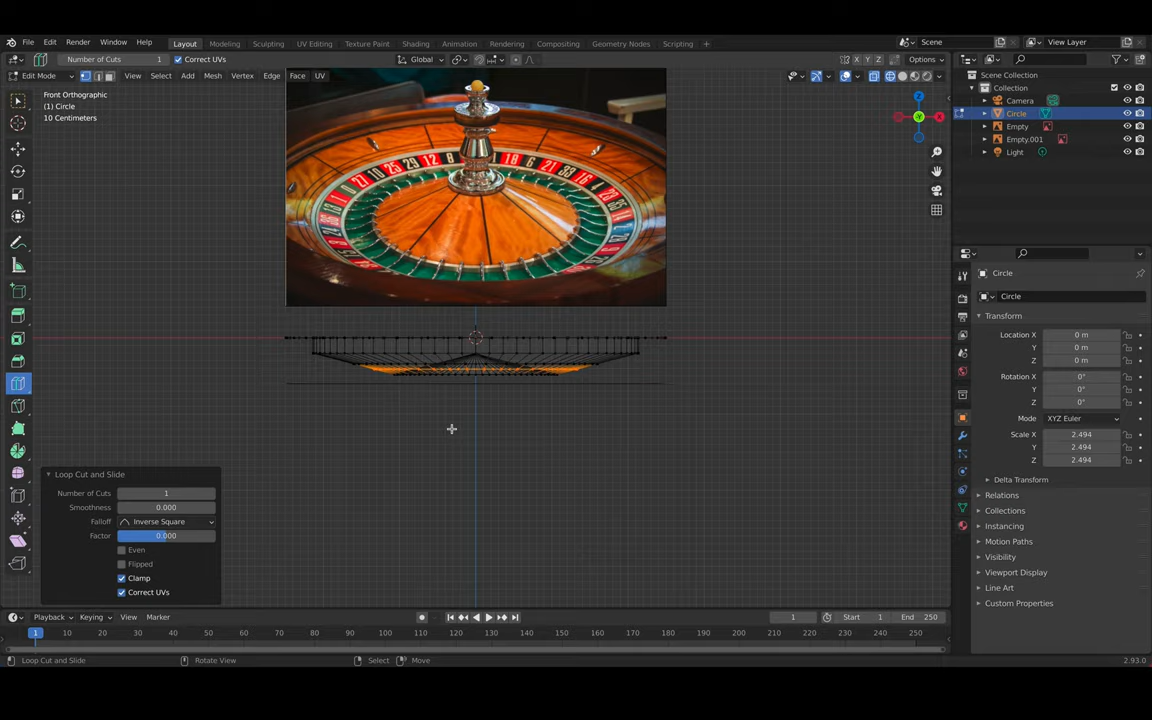 File Edit Render Window Help Layout Modeling Sculpting UV Editing Texture Paint Shading Animation Rendering Compositing Geometry Nodes Scripting + Scene View Layer
Number of Cuts 1 Correct UVs Global X Y Z Options
Edit Mode View Select Add Mesh Vertex Edge Face UV
Front Orthographic
(1) Circle
10 Centimeters
Z
Y
X
Scene Collection
Collection
Camera
Circle
Empty
Empty.001
Light
Circle
Circle
Transform
Location X 0 m
Y 0 m
Z 0 m
Rotation X 0°
Y 0°
Z 0°
Mode XYZ Euler
Scale X 2.494
Y 2.494
Z 2.494
Delta Transform
Relations
Collections
Instancing
Motion Paths
Visibility
Viewport Display
Line Art
Custom Properties
Loop Cut and Slide
Number of Cuts 1
Smoothness 0.000
Falloff Inverse Square
Factor 0.000
Even
Flipped
Clamp
Correct UVs
Playback Keying View Marker 1 Start 1 End 250
1 10 20 30 40 50 60 70 80 90 100 110 120 130 140 150 160 170 180 190 200 210 220 230 240 250
Loop Cut and Slide Rotate View Select Move 2.93.0